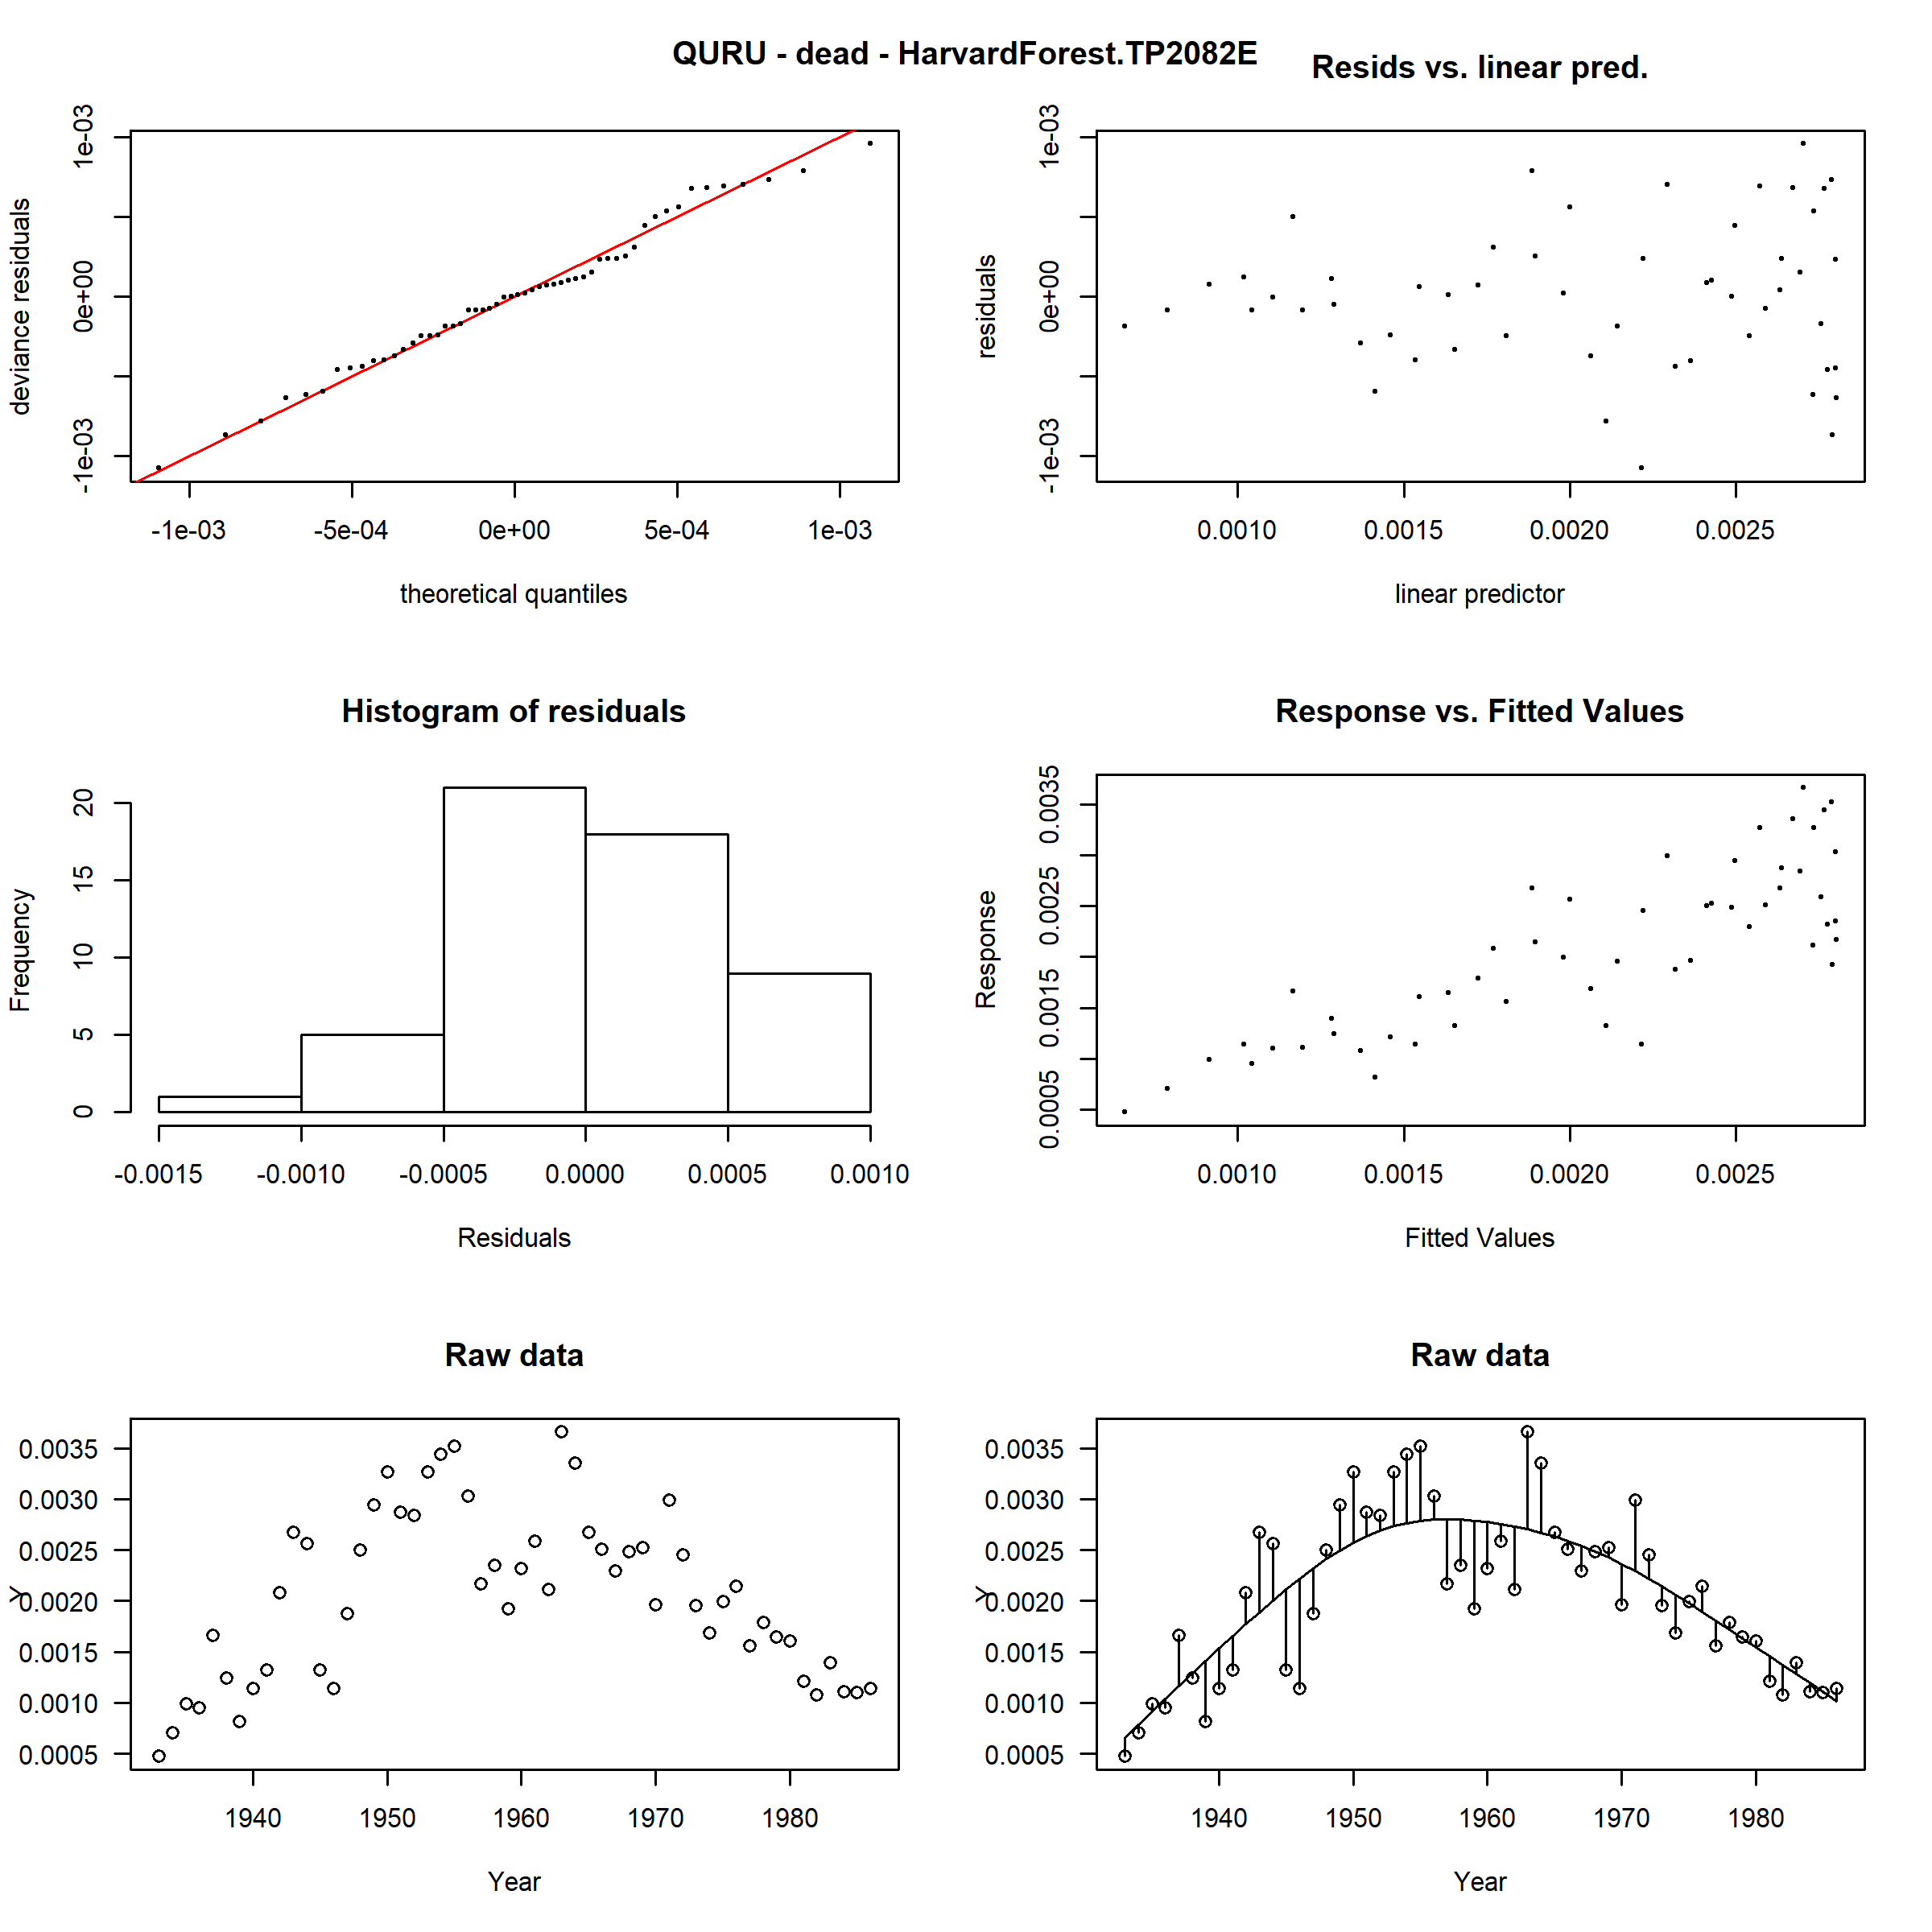 QURU - dead - HarvardForest.TP2082E
Resids vs. linear pred.
1e-03
0e+00
-1e-03
deviance residuals
-1e-03 -5e-04 0e+00 5e-04 1e-03
theoretical quantiles
1e-03
0e+00
-1e-03
residuals
0.0010 0.0015 0.0020 0.0025
linear predictor
Histogram of residuals
20
15
10
5
0
Frequency
-0.0015 -0.0010 -0.0005 0.0000 0.0005 0.0010
Residuals
Response vs. Fitted Values
0.0035
0.0025
0.0015
0.0005
Response
0.0010 0.0015 0.0020 0.0025
Fitted Values
Raw data
0.0035
0.0030
0.0025
0.0020
0.0015
0.0010
0.0005
Y
1940 1950 1960 1970 1980
Year
Raw data
0.0035
0.0030
0.0025
0.0020
0.0015
0.0010
0.0005
Y
1940 1950 1960 1970 1980
Year